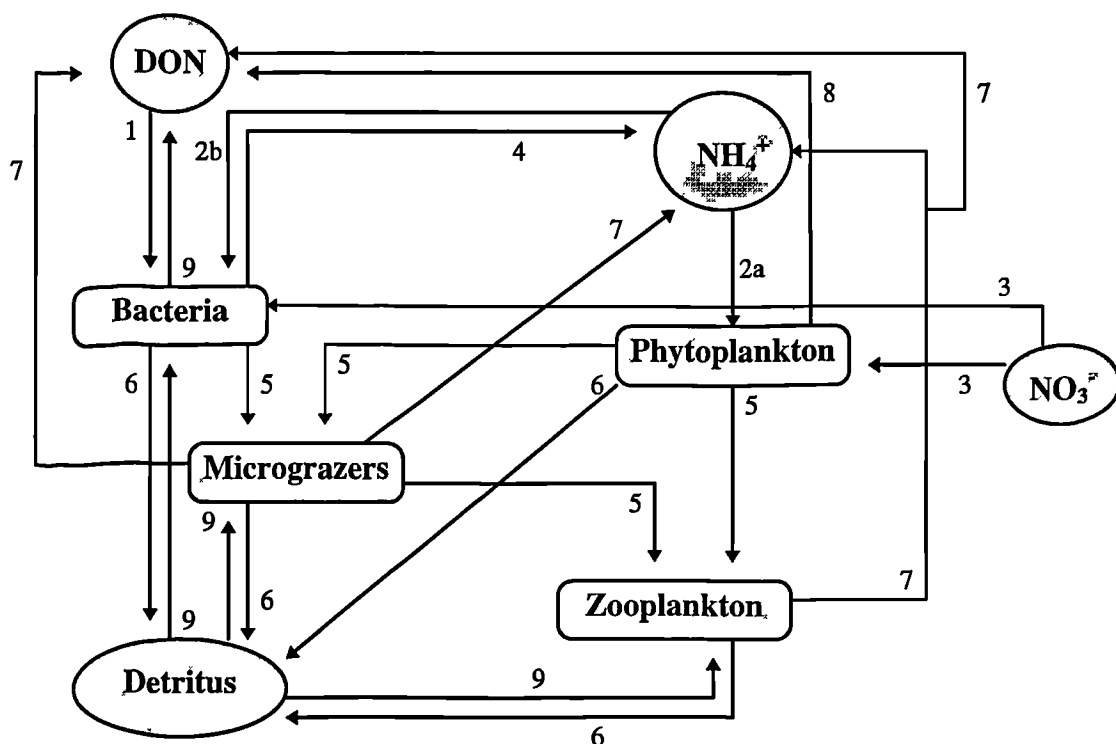 DON
8
7
1
2b
4
NH₄⁺
7
7
9
2a
3
Bacteria
Phytoplankton
6
5
5
6
5
3
NO₃⁻
Micrograzers
5
9
6
7
Zooplankton
9
Detritus
9
6